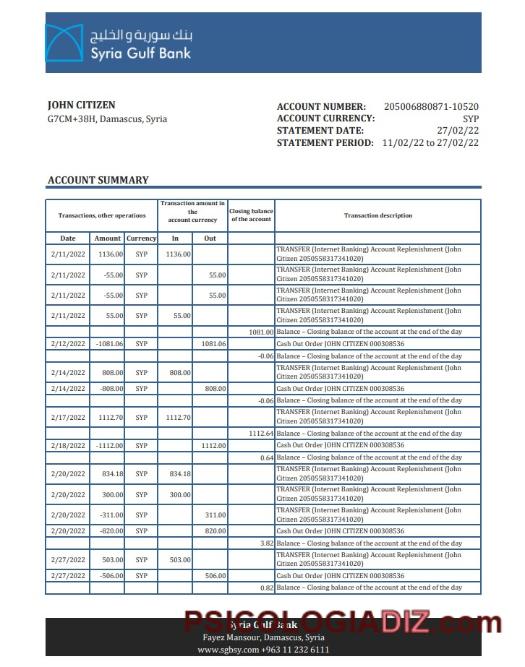 بنك سورية والخليج
Syria Gulf Bank
JOHN CITIZEN
G7CM+38H, Damascus, Syria
ACCOUNT NUMBER: 205006880871-10520
ACCOUNT CURRENCY: SYP
STATEMENT DATE: 27/02/22
STATEMENT PERIOD: 11/02/22 to 27/02/22
ACCOUNT SUMMARY
Transactions, other operations
Transaction amount in
the
account currency
Closing balance
of the account
Transaction description
Date Amount Currency In Out
2/11/2022 1136.00 SYP 1136.00 TRANSFER (Internet Banking) Account Replenishment (John
Citizen 2050558317341020)
2/11/2022 -55.00 SYP 55.00 TRANSFER (Internet Banking) Account Replenishment (John
Citizen 2050558317341020)
2/11/2022 -55.00 SYP 55.00 TRANSFER (Internet Banking) Account Replenishment (John
Citizen 2050558317341020)
2/11/2022 55.00 SYP 55.00 TRANSFER (Internet Banking) Account Replenishment (John
Citizen 2050558317341020)
1081.00 Balance – Closing balance of the account at the end of the day
2/12/2022 -1081.06 SYP 1081.06 Cash Out Order JOHN CITIZEN 000308536
-0.06 Balance – Closing balance of the account at the end of the day
2/14/2022 808.00 SYP 808.00 TRANSFER (Internet Banking) Account Replenishment (John
Citizen 2050558317341020)
2/14/2022 -808.00 SYP 808.00 Cash Out Order JOHN CITIZEN 000308536
-0.06 Balance – Closing balance of the account at the end of the day
2/17/2022 1112.70 SYP 1112.70 TRANSFER (Internet Banking) Account Replenishment (John
Citizen 2050558317341020)
1112.64 Balance – Closing balance of the account at the end of the day
2/18/2022 -1112.00 SYP 1112.00 Cash Out Order JOHN CITIZEN 000308536
0.64 Balance – Closing balance of the account at the end of the day
2/20/2022 834.18 SYP 834.18 TRANSFER (Internet Banking) Account Replenishment (John
Citizen 2050558317341020)
2/20/2022 300.00 SYP 300.00 TRANSFER (Internet Banking) Account Replenishment (John
Citizen 2050558317341020)
2/20/2022 -311.00 SYP 311.00 TRANSFER (Internet Banking) Account Replenishment (John
Citizen 2050558317341020)
2/20/2022 -820.00 SYP 820.00 Cash Out Order JOHN CITIZEN 000308536
3.82 Balance – Closing balance of the account at the end of the day
2/27/2022 503.00 SYP 503.00 TRANSFER (Internet Banking) Account Replenishment (John
Citizen 2050558317341020)
2/27/2022 -506.00 SYP 506.00 Cash Out Order JOHN CITIZEN 000308536
0.82 Balance – Closing balance of the account at the end of the day
PSICOLOGIADIZ.com
Syria Gulf Bank
Fayez Mansour, Damascus, Syria
www.sgbsy.com +963 11 232 6111